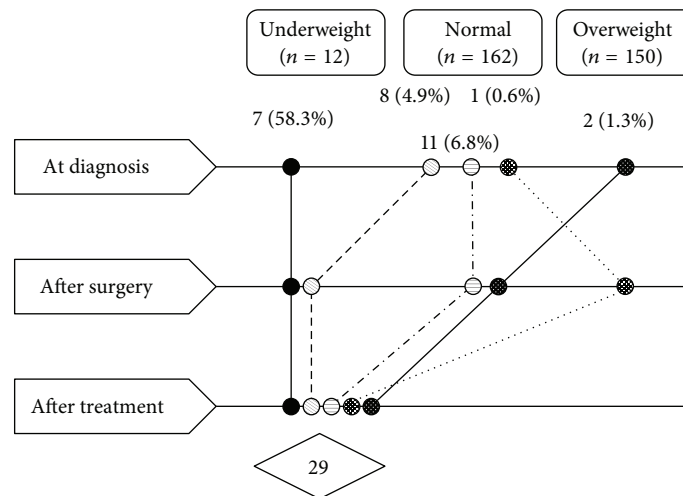 Underweight
(n = 12)
Normal
(n = 162)
Overweight
(n = 150)
8 (4.9%)
1 (0.6%)
7 (58.3%)
2 (1.3%)
11 (6.8%)
At diagnosis
After surgery
After treatment
29